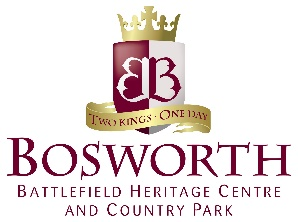 BB
TWO KINGS · ONE DAY
BOSWORTH
BATTLEFIELD HERITAGE CENTRE
AND COUNTRY PARK